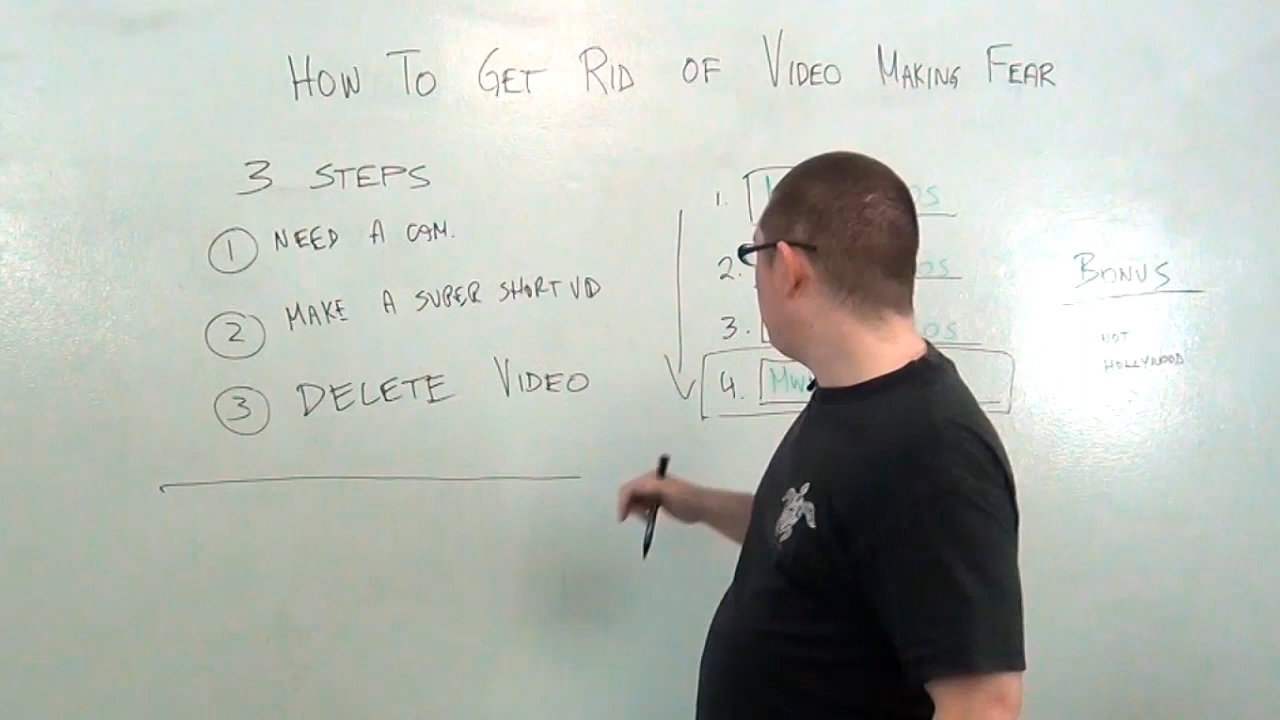 How To Get Rid of Video Making Fear
3 STEPS
1 NEED A CAM.
2 MAKE A SUPER SHORT VD
3 DELETE VIDEO
1.
2.
3.
4.
BONUS
NOT
HOLLYWOOD